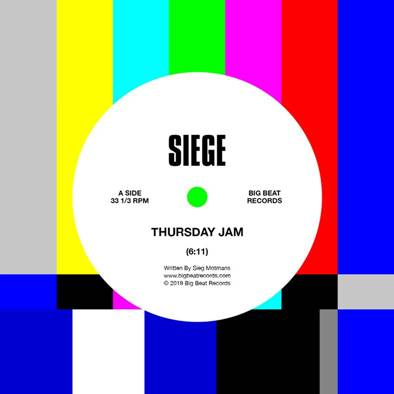 SIEGE
A SIDE
33 1/3 RPM
BIG BEAT
RECORDS
THURSDAY JAM
(6:11)
Written By Sieg Motmans
www.bigbeatrecords.com
© 2018 Big Beat Records